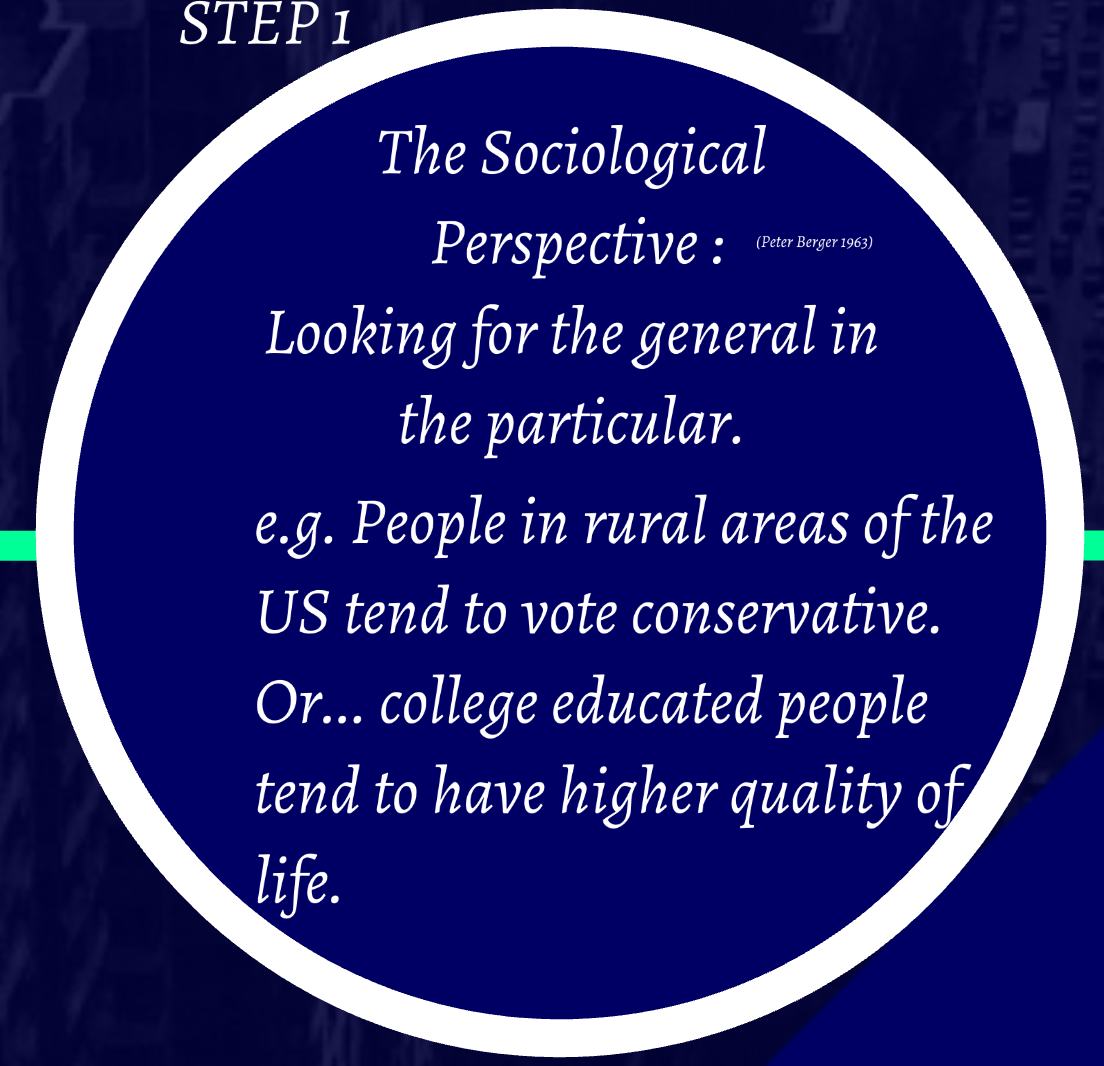 STEP 1
The Sociological
Perspective : (Peter Berger 1963)
Looking for the general in
the particular.
e.g. People in rural areas of the
US tend to vote conservative.
Or... college educated people
tend to have higher quality of
life.